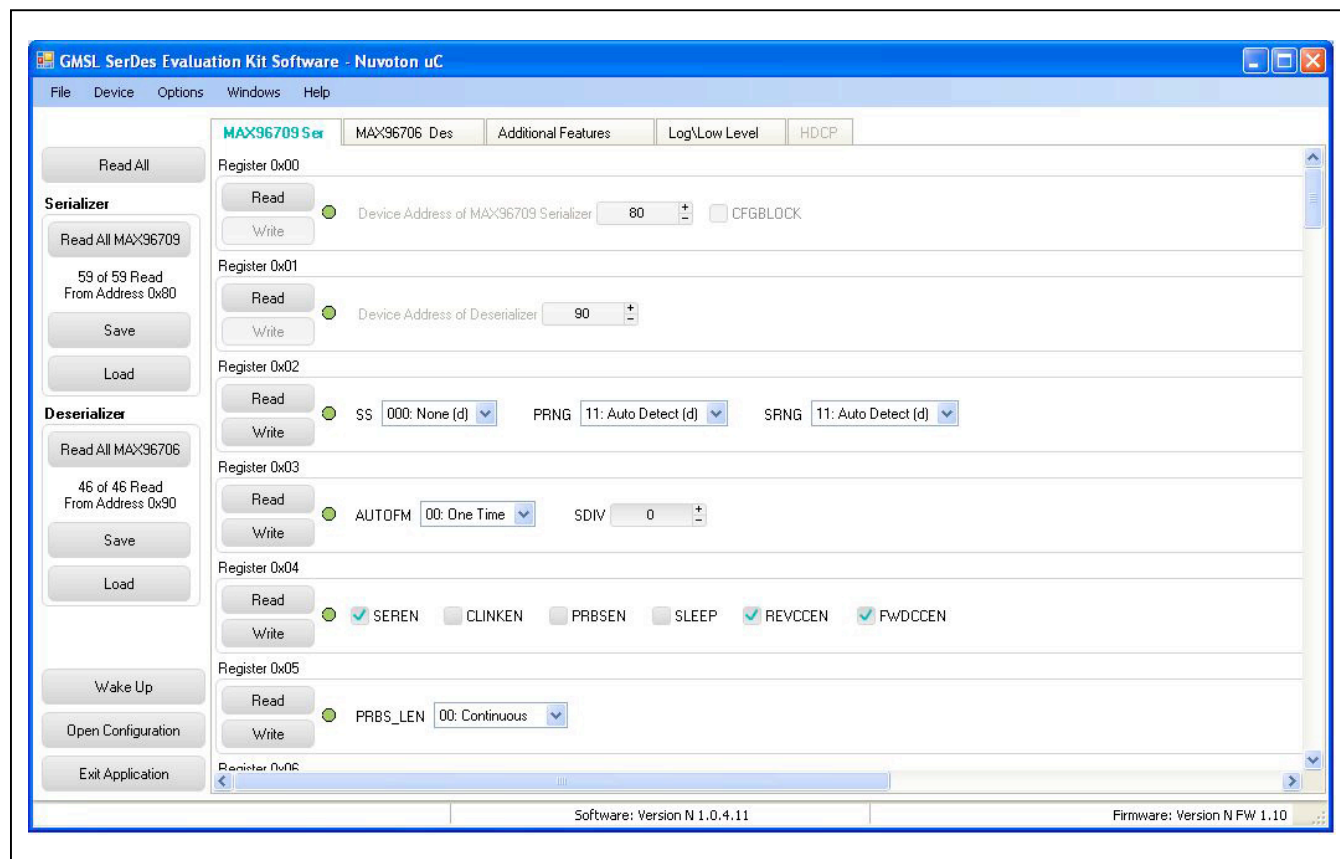 GMSL SerDes Evaluation Kit Software - Nuvoton uC
File Device Options Windows Help
MAX96709 Ser MAX96706 Des Additional Features Log\Low Level HDCP
Read All
Serializer
Read All MAX96709
59 of 59 Read
From Address 0x80
Save
Load
Deserializer
Read All MAX96706
46 of 46 Read
From Address 0x90
Save
Load
Wake Up
Open Configuration
Exit Application
Register 0x00
Read
Write
Device Address of MAX96709 Serializer 80 + - CFGBLOCK
Register 0x01
Read
Write
Device Address of Deserializer 90 + -
Register 0x02
Read
Write
SS 000: None (d) PRNG 11: Auto Detect (d) SRNG 11: Auto Detect (d)
Register 0x03
Read
Write
AUTOFM 00: One Time SDIV 0 + -
Register 0x04
Read
Write
SEREN CLINKEN PRBSEN SLEEP REVCCEN FWDCCEN
Register 0x05
Read
Write
PRBS_LEN 00: Continuous
Register 0x06
Software: Version N 1.0.4.11 Firmware: Version N FW 1.10